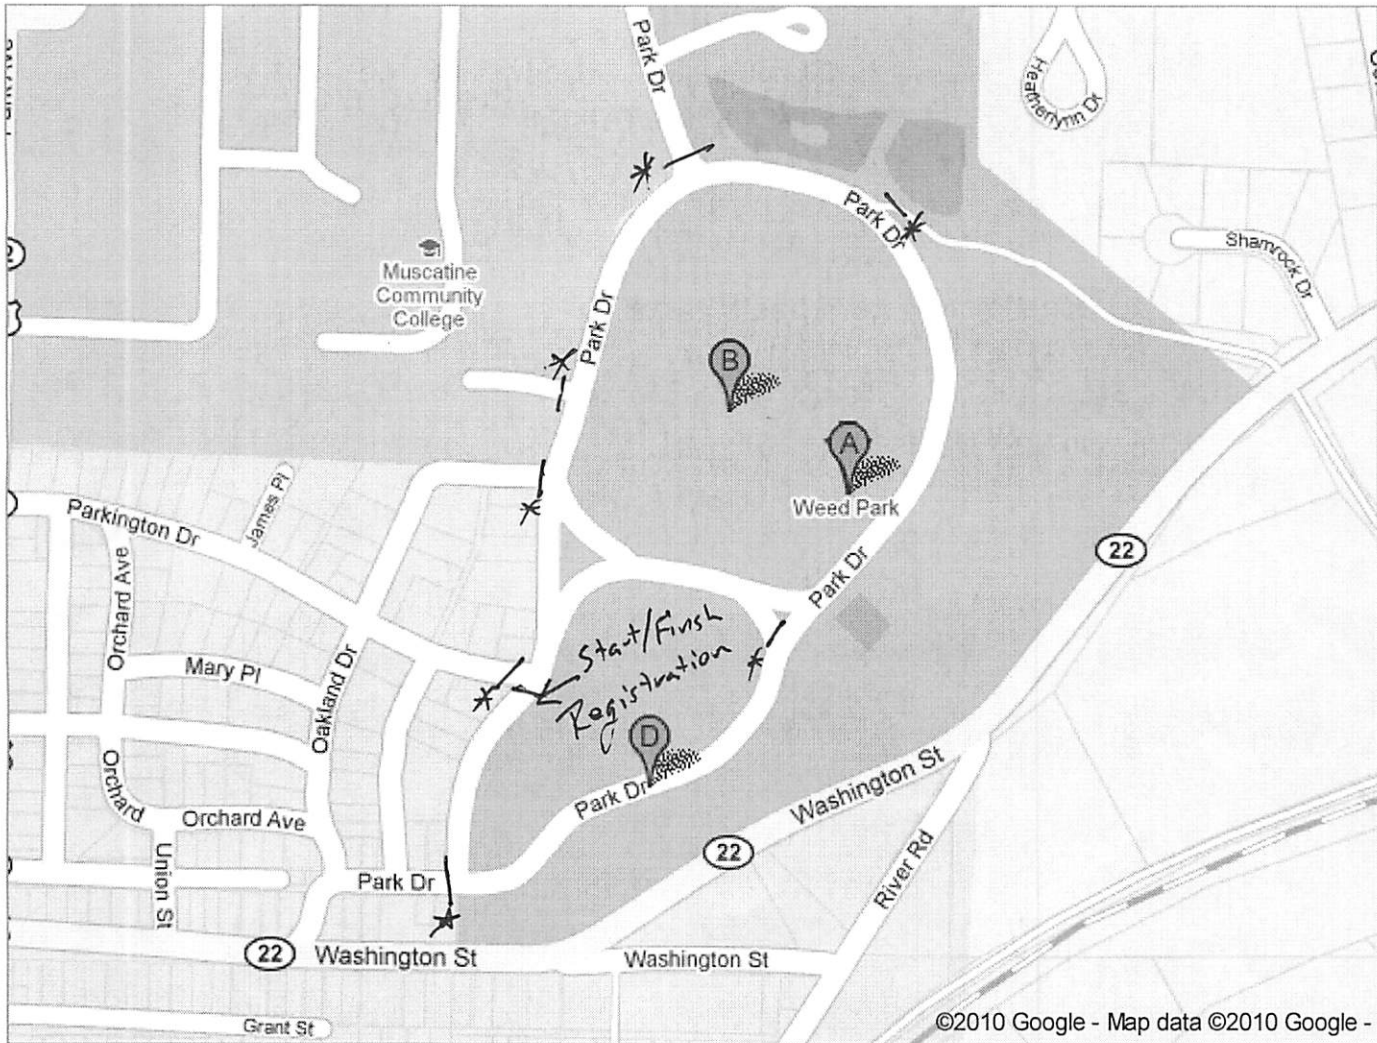 Park Dr
Heatherlynn Dr
Park Dr
Shamrock Dr
Muscatine
Community
College
Park Dr
B
A
Weed Park
James Pl
Parkington Dr
22
Orchard Ave
Park Dr
Start/Finsh
Registration
Mary Pl
Oakland Dr
D
Park Dr
Orchard
Orchard Ave
Washington St
22
Union St
Park Dr
River Rd
22
Washington St
Washington St
Grant St
©2010 Google - Map data ©2010 Google -